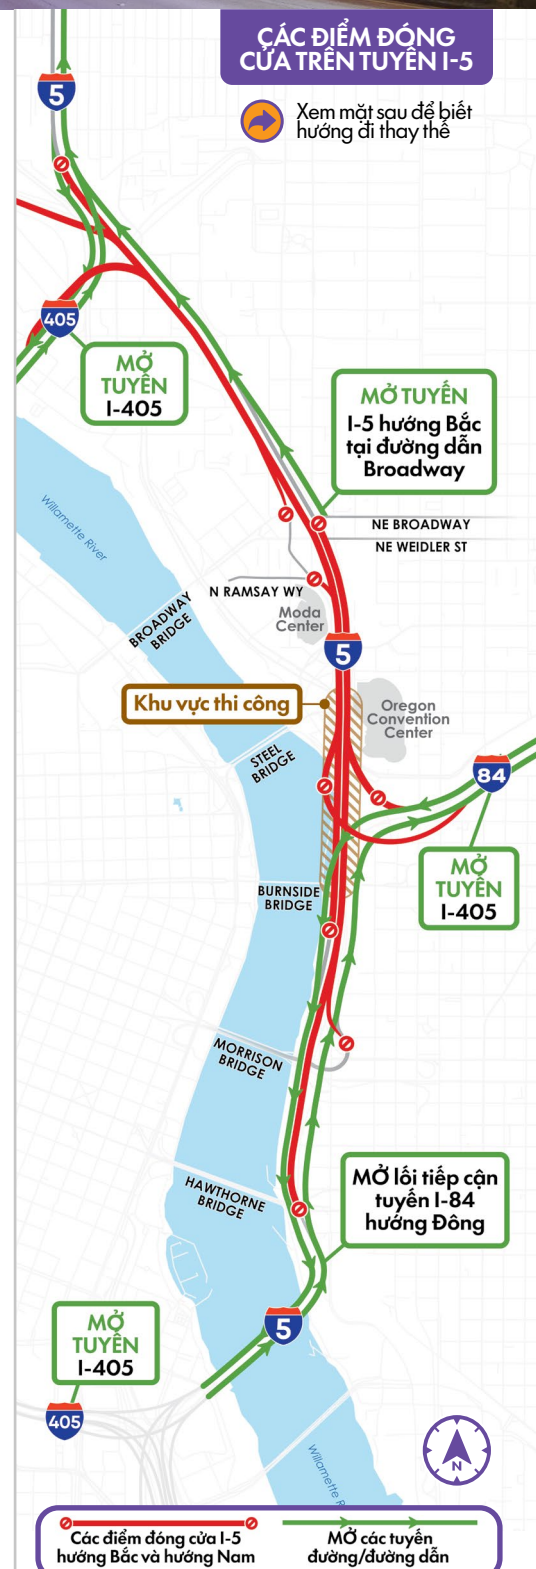 CÁC ĐIỂM ĐÓNG
CỬA TRÊN TUYẾN I-5
Xem mặt sau để biết
hướng đi thay thế
5
405
MỞ
TUYẾN
I-405
MỞ TUYẾN
I-5 hướng Bắc
tại đường dẫn
Broadway
Willamette River
NE BROADWAY
NE WEIDLER ST
N RAMSAY WY
BROADWAY
BRIDGE
Moda
Center
5
Khu vực thi công
Oregon
Convention
Center
STEEL
BRIDGE
84
MỞ
TUYẾN
I-405
BURNSIDE
BRIDGE
MORRISON
BRIDGE
MỞ lối tiếp cận
tuyến I-84
hướng Đông
HAWTHORNE
BRIDGE
5
MỞ
TUYẾN
I-405
405
N
Willamette R
Các điểm đóng cửa I-5
hướng Bắc và hướng Nam
MỞ các tuyến
đường/đường dẫn